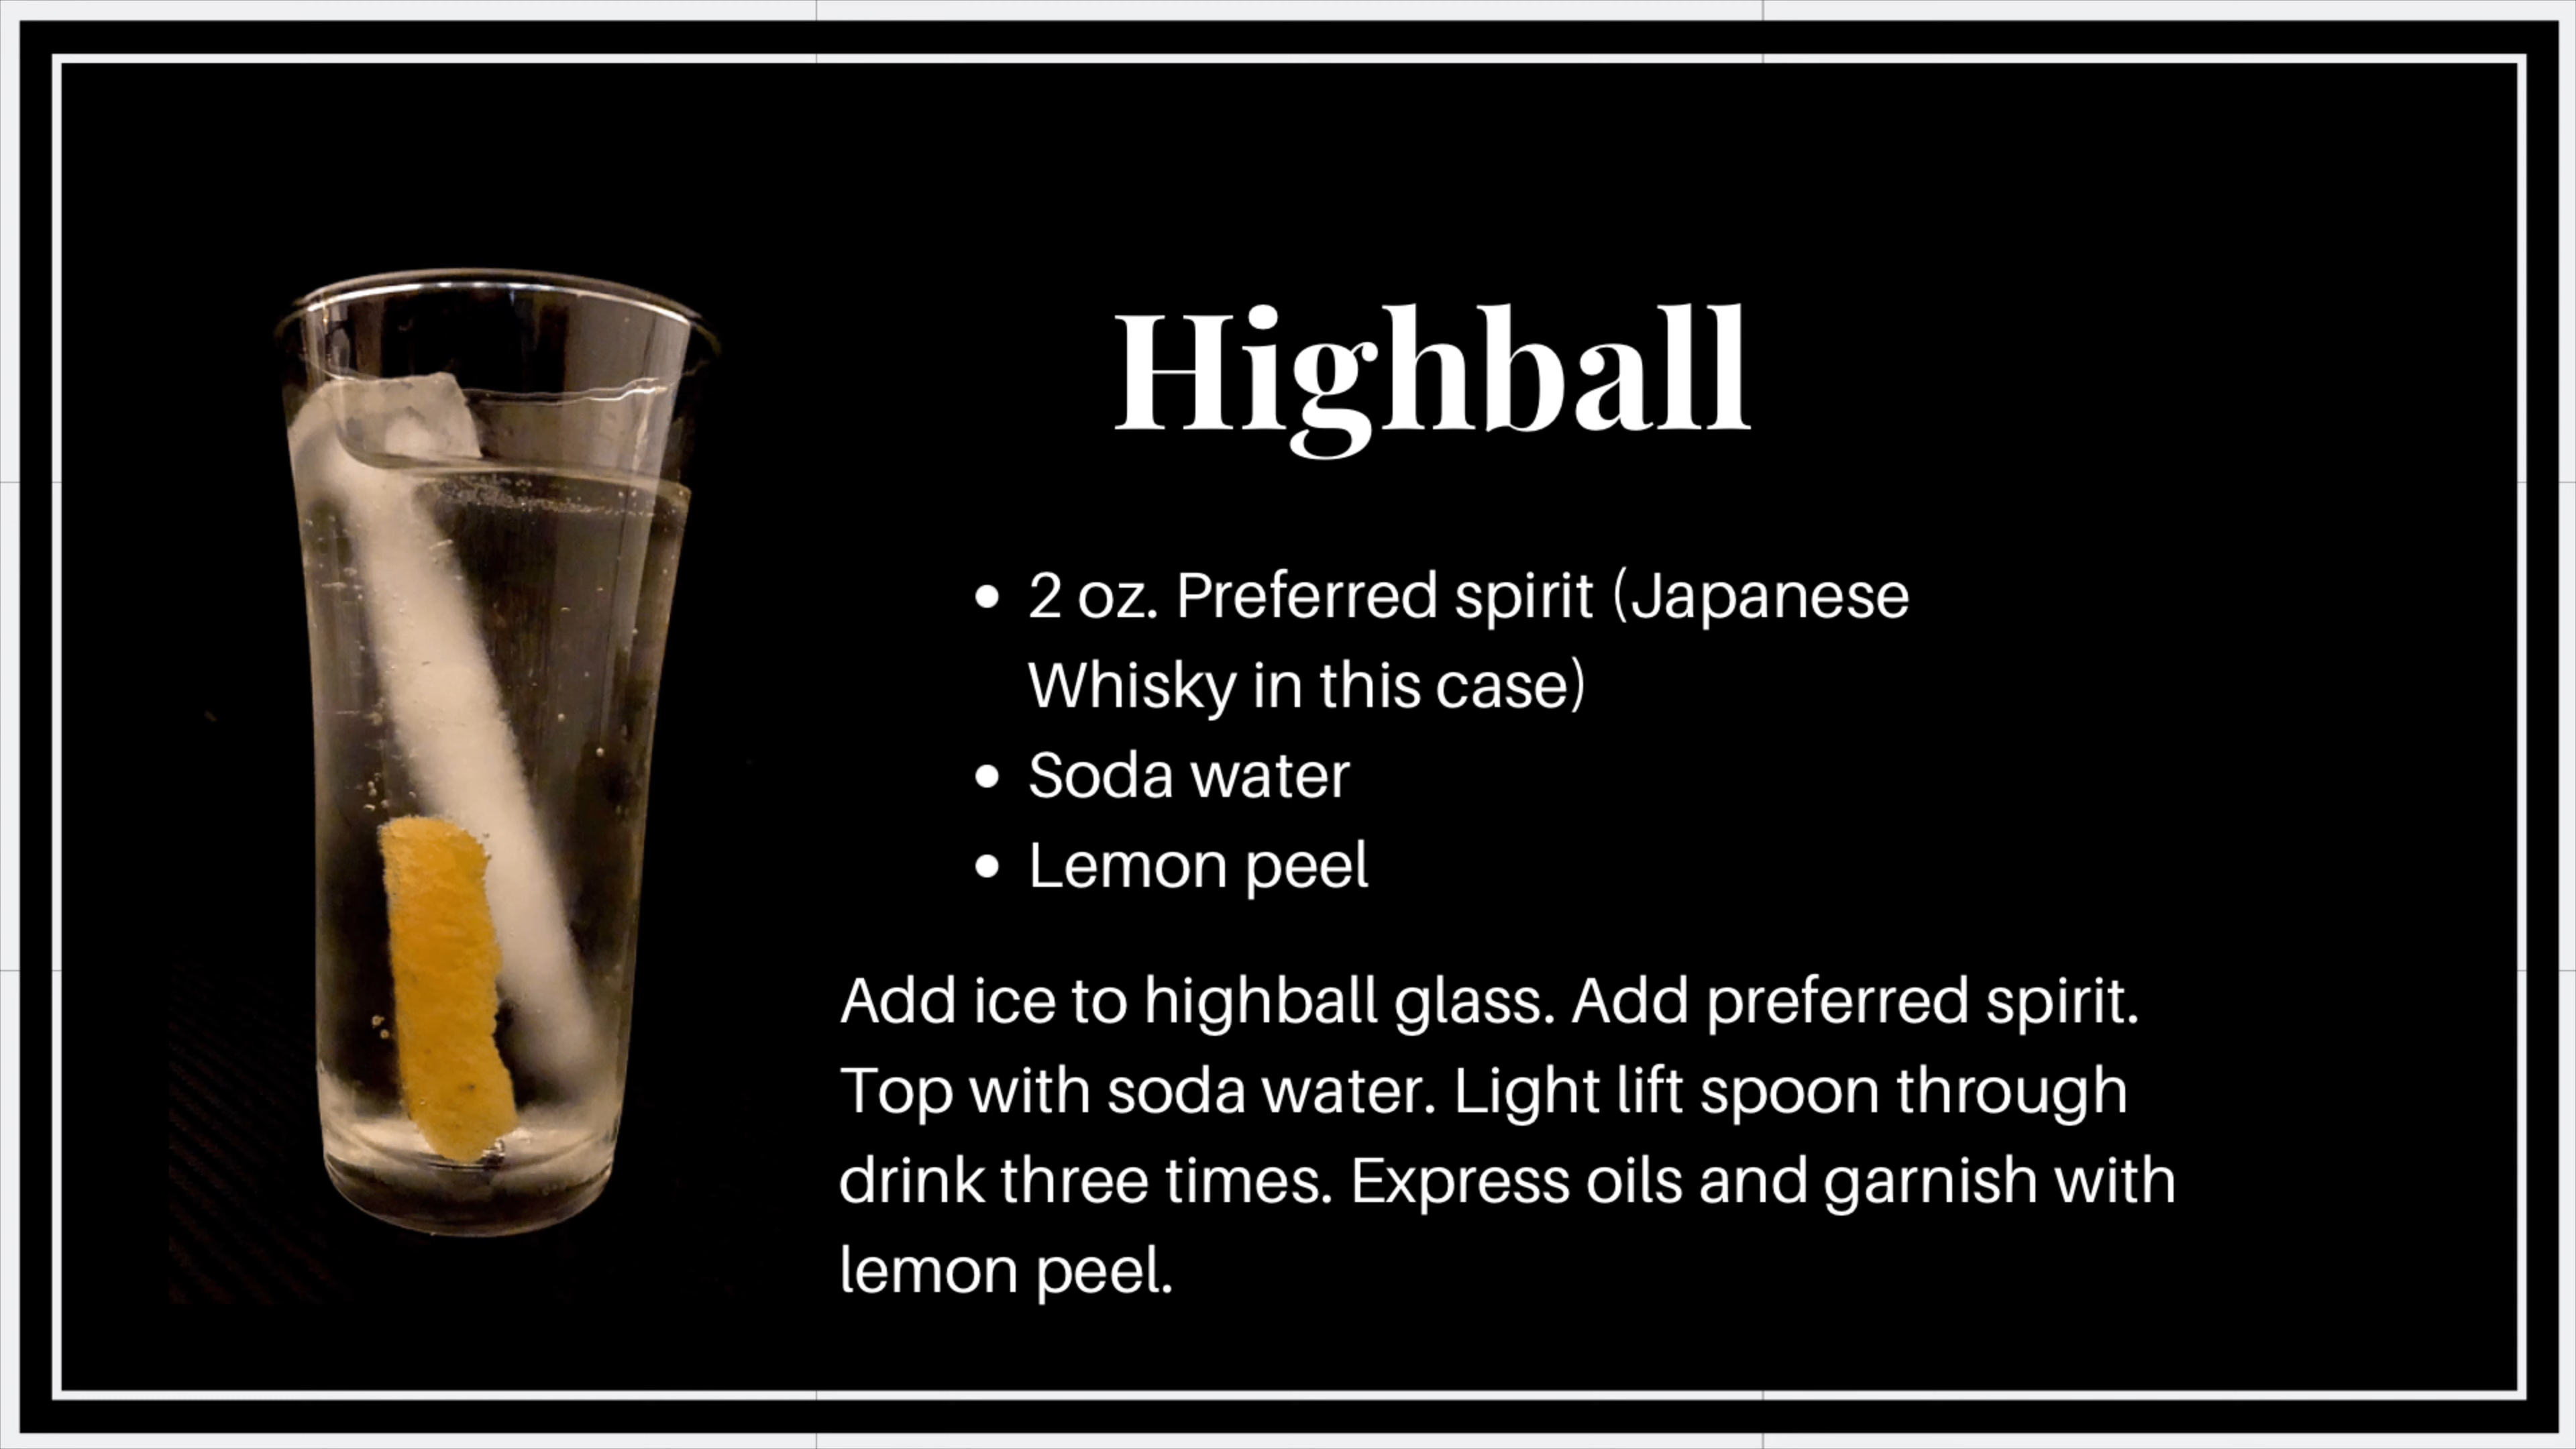 Highball
• 2 oz. Preferred spirit (Japanese
Whisky in this case)
• Soda water
• Lemon peel
Add ice to highball glass. Add preferred spirit.
Top with soda water. Light lift spoon through
drink three times. Express oils and garnish with
lemon peel.